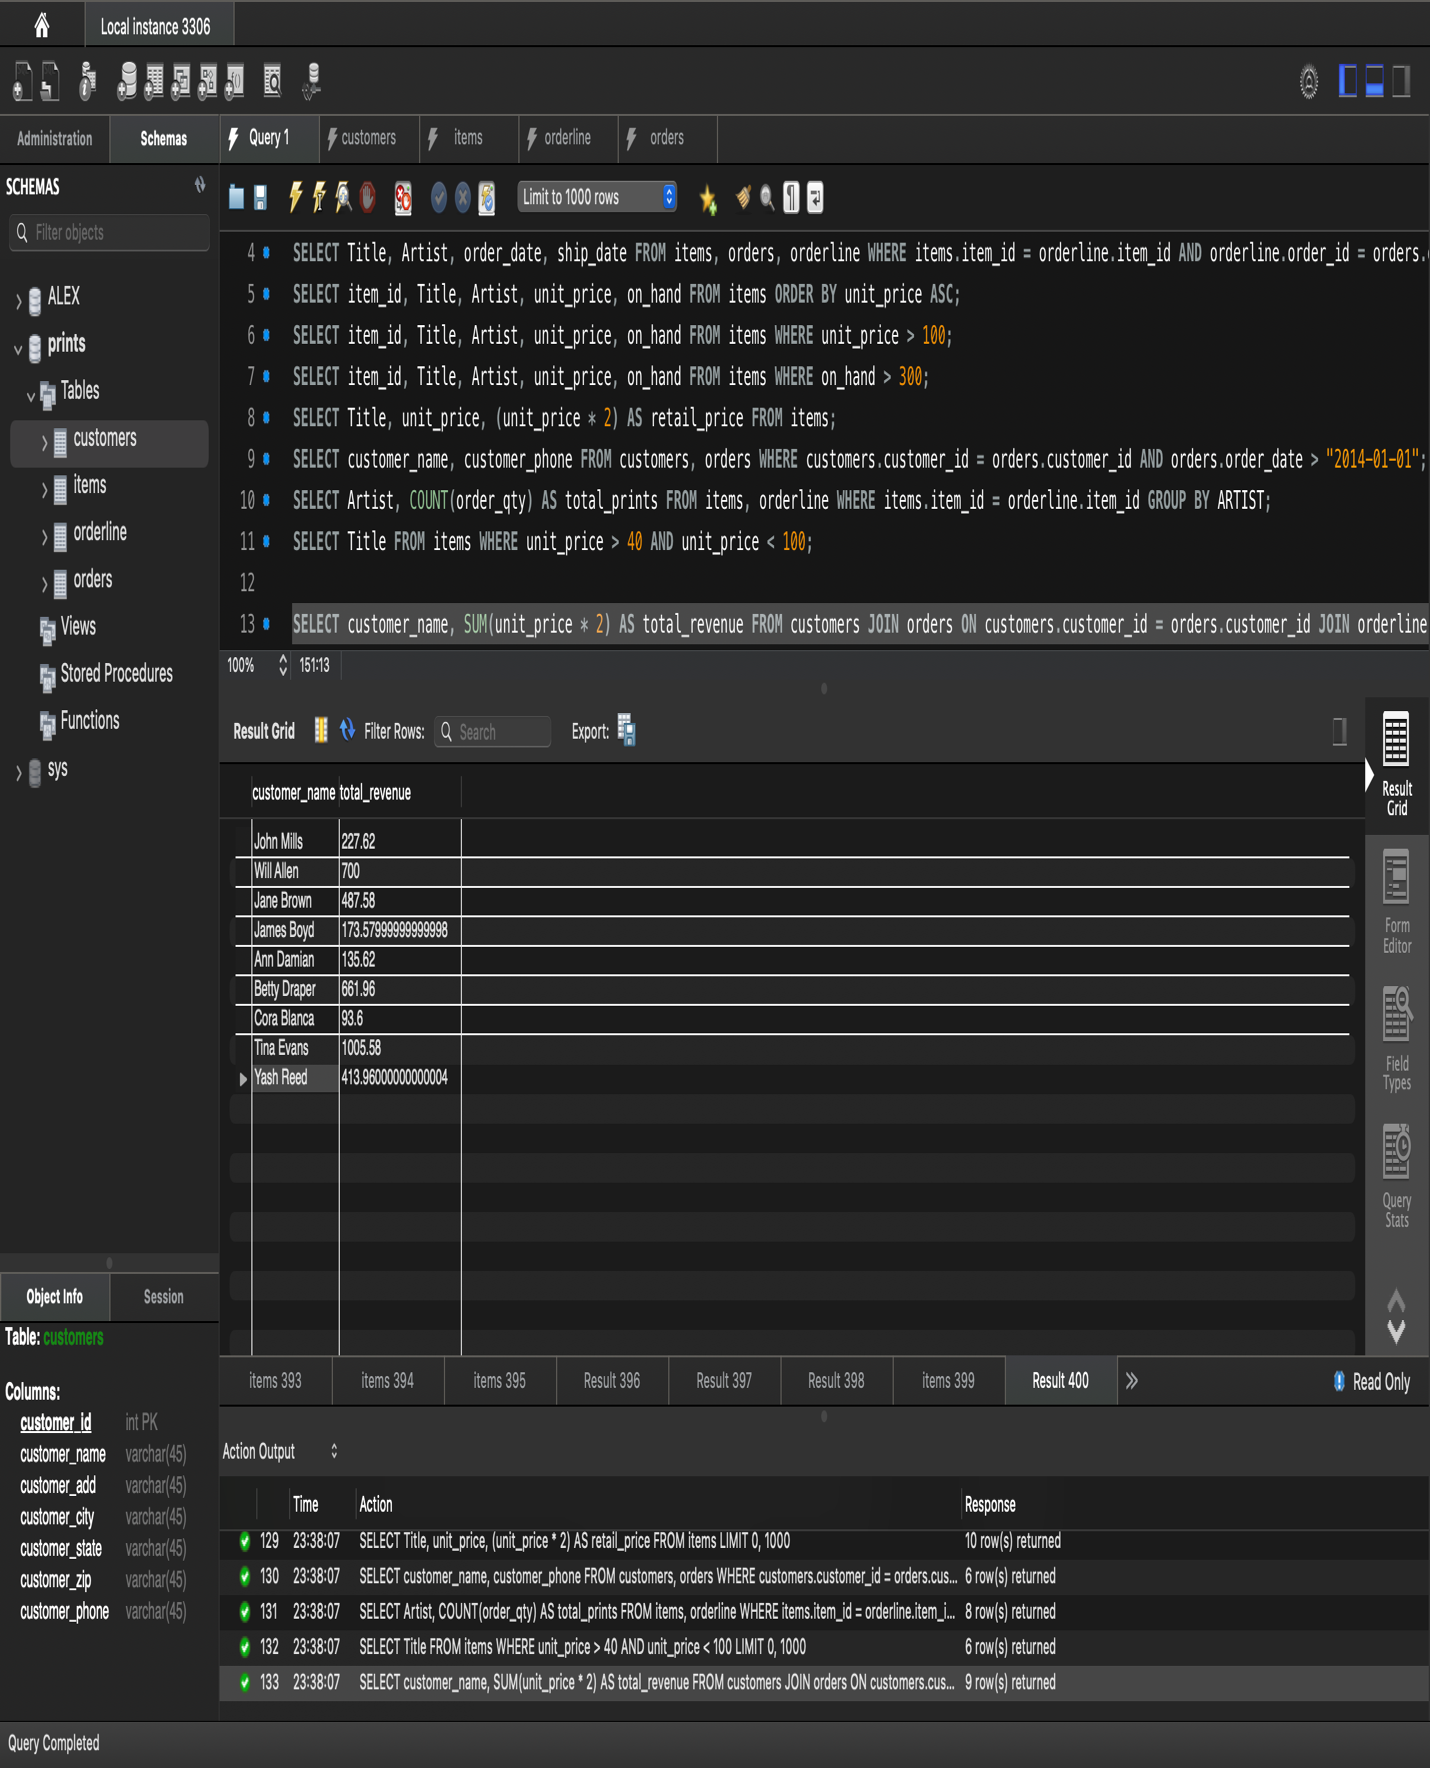 Local instance 3306
Administration Schemas Query 1 customers items orderline orders
SCHEMAS
Limit to 1000 rows
Filter objects
ALEX
prints
Tables
customers
items
orderline
orders
Views
Stored Procedures
Functions
sys
4 SELECT Title, Artist, order_date, ship_date FROM items, orders, orderline WHERE items.item_id = orderline.item_id AND orderline.order_id = orders.
5 SELECT item_id, Title, Artist, unit_price, on_hand FROM items ORDER BY unit_price ASC;
6 SELECT item_id, Title, Artist, unit_price, on_hand FROM items WHERE unit_price > 100;
7 SELECT item_id, Title, Artist, unit_price, on_hand FROM items WHERE on_hand > 300;
8 SELECT Title, unit_price, (unit_price * 2) AS retail_price FROM items;
9 SELECT customer_name, customer_phone FROM customers, orders WHERE customers.customer_id = orders.customer_id AND orders.order_date > "2014-01-01";
10 SELECT Artist, COUNT(order_qty) AS total_prints FROM items, orderline WHERE items.item_id = orderline.item_id GROUP BY ARTIST;
11 SELECT Title FROM items WHERE unit_price > 40 AND unit_price < 100;
12
13 SELECT customer_name, SUM(unit_price * 2) AS total_revenue FROM customers JOIN orders ON customers.customer_id = orders.customer_id JOIN orderline
100% 151:13
Result Grid Filter Rows: Search Export:
customer_name total_revenue
John Mills 227.62
Will Allen 700
Jane Brown 487.58
James Boyd 173.57999999999998
Ann Damian 135.62
Betty Draper 661.96
Cora Blanca 93.6
Tina Evans 1005.58
Yash Reed 413.96000000000004
Result
Grid
Form
Editor
Field
Types
Query
Stats
Object Info Session
Table: customers
Columns:
customer_id int PK
customer_name varchar(45)
customer_add varchar(45)
customer_city varchar(45)
customer_state varchar(45)
customer_zip varchar(45)
customer_phone varchar(45)
items 393 items 394 items 395 Result 396 Result 397 Result 398 items 399 Result 400 Read Only
Action Output
Time Action Response
129 23:38:07 SELECT Title, unit_price, (unit_price * 2) AS retail_price FROM items LIMIT 0, 1000 10 row(s) returned
130 23:38:07 SELECT customer_name, customer_phone FROM customers, orders WHERE customers.customer_id = orders.cus... 6 row(s) returned
131 23:38:07 SELECT Artist, COUNT(order_qty) AS total_prints FROM items, orderline WHERE items.item_id = orderline.item_i... 8 row(s) returned
132 23:38:07 SELECT Title FROM items WHERE unit_price > 40 AND unit_price < 100 LIMIT 0, 1000 6 row(s) returned
133 23:38:07 SELECT customer_name, SUM(unit_price * 2) AS total_revenue FROM customers JOIN orders ON customers.cus... 9 row(s) returned
Query Completed